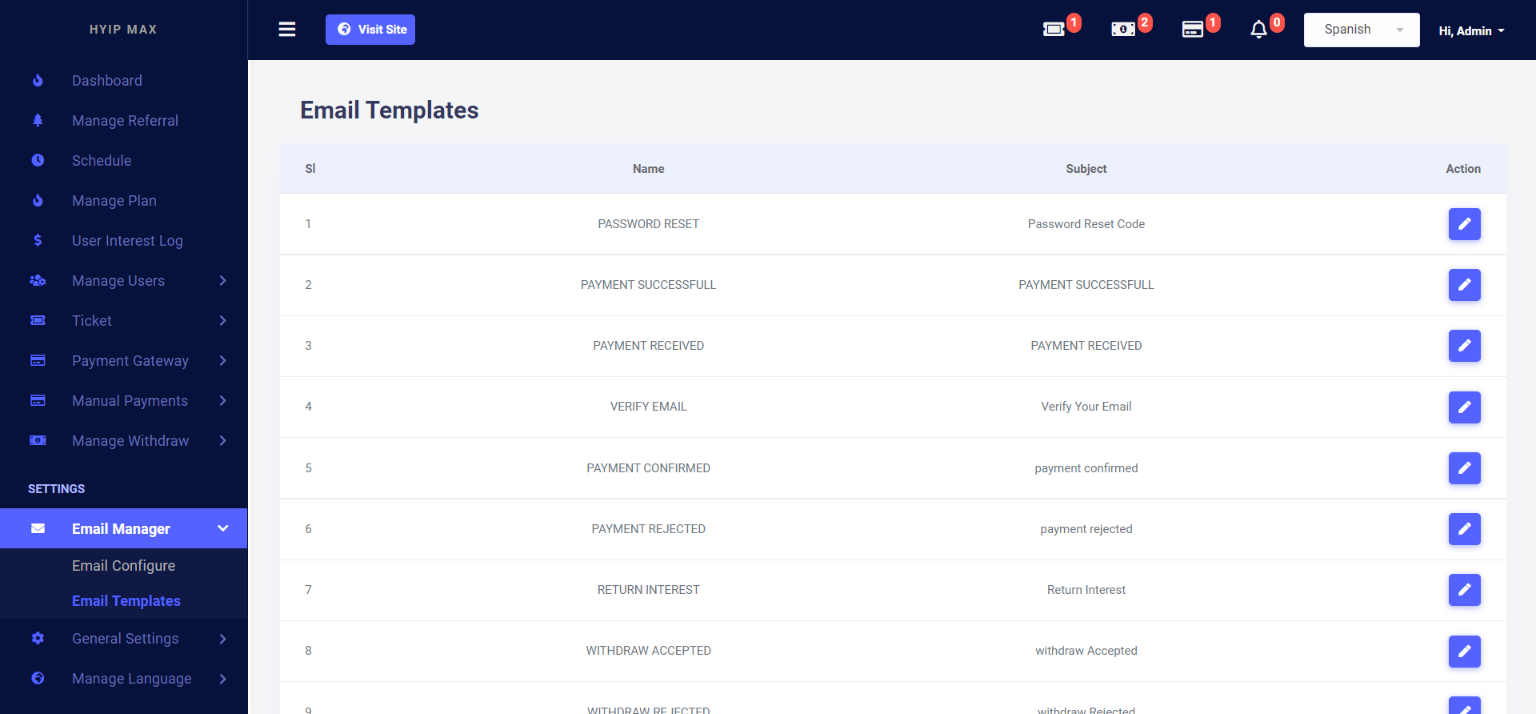 HYIP MAX
Visit Site
1
2
1
0
Spanish
Hi, Admin
Dashboard
Manage Referral
Schedule
Manage Plan
User Interest Log
Manage Users
Ticket
Payment Gateway
Manual Payments
Manage Withdraw
SETTINGS
Email Manager
Email Configure
Email Templates
General Settings
Manage Language
Email Templates
Sl Name Subject Action
1 PASSWORD RESET Password Reset Code
2 PAYMENT SUCCESSFULL PAYMENT SUCCESSFULL
3 PAYMENT RECEIVED PAYMENT RECEIVED
4 VERIFY EMAIL Verify Your Email
5 PAYMENT CONFIRMED payment confirmed
6 PAYMENT REJECTED payment rejected
7 RETURN INTEREST Return Interest
8 WITHDRAW ACCEPTED withdraw Accepted
9 WITHDRAW REJECTED withdraw Rejected